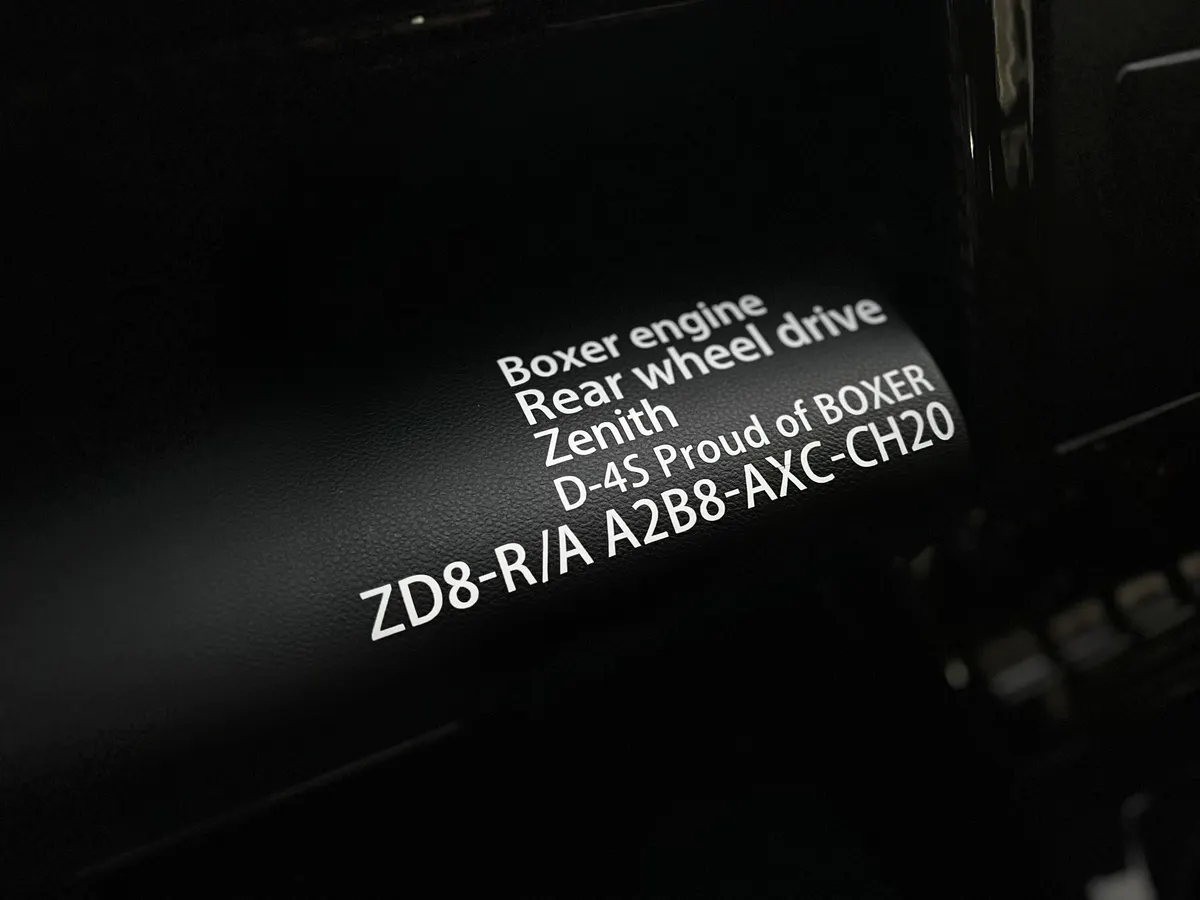 Boxer engine
Rear wheel drive
Zenith
D-4S Proud of BOXER
ZD8-R/A A2B8-AXC-CH20